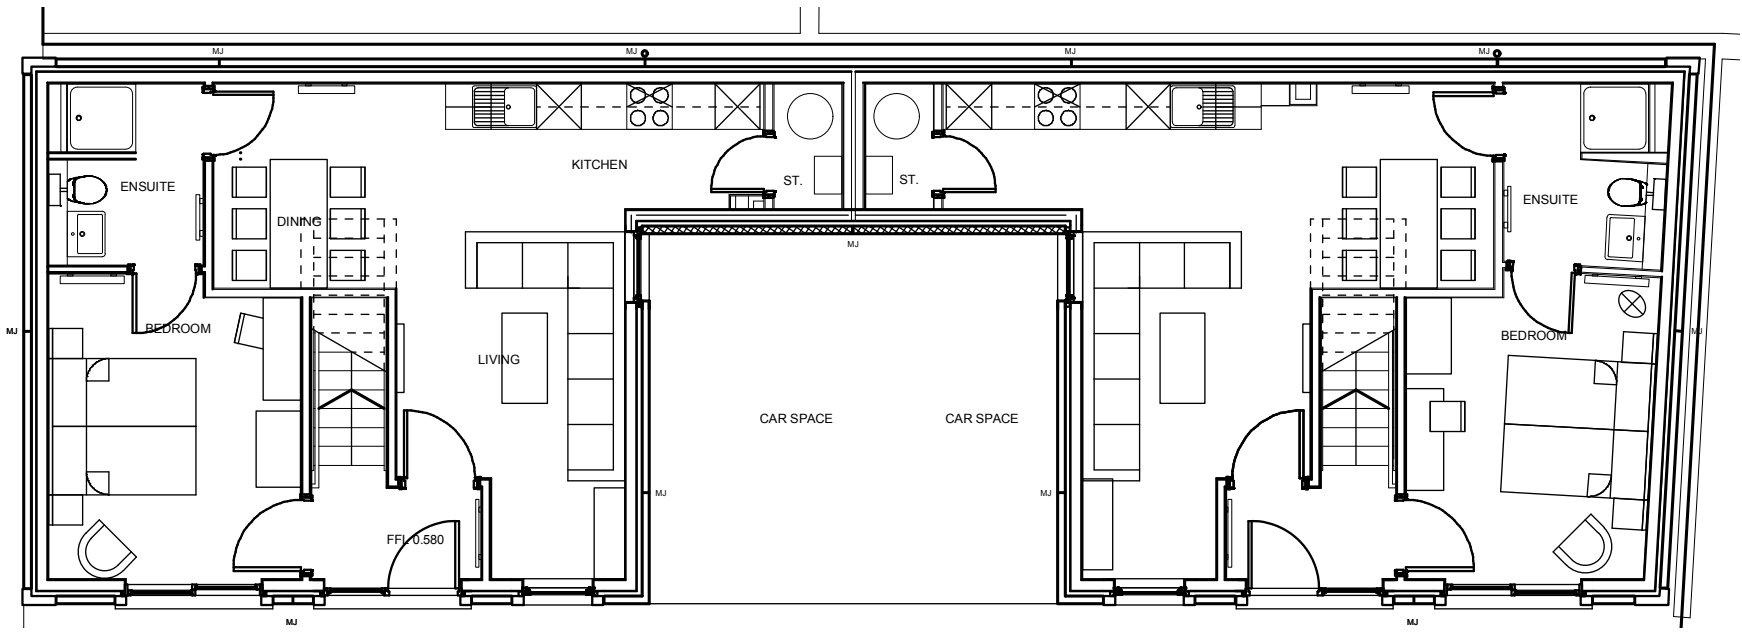 MJ
MJ
MJ
MJ
KITCHEN
ST.
ST.
ENSUITE
ENSUITE
DINING
MJ
BEDROOM
MJ
MJ
BEDROOM
LIVING
CAR SPACE
CAR SPACE
MJ
MJ
FFL 0.580
MJ
MJ